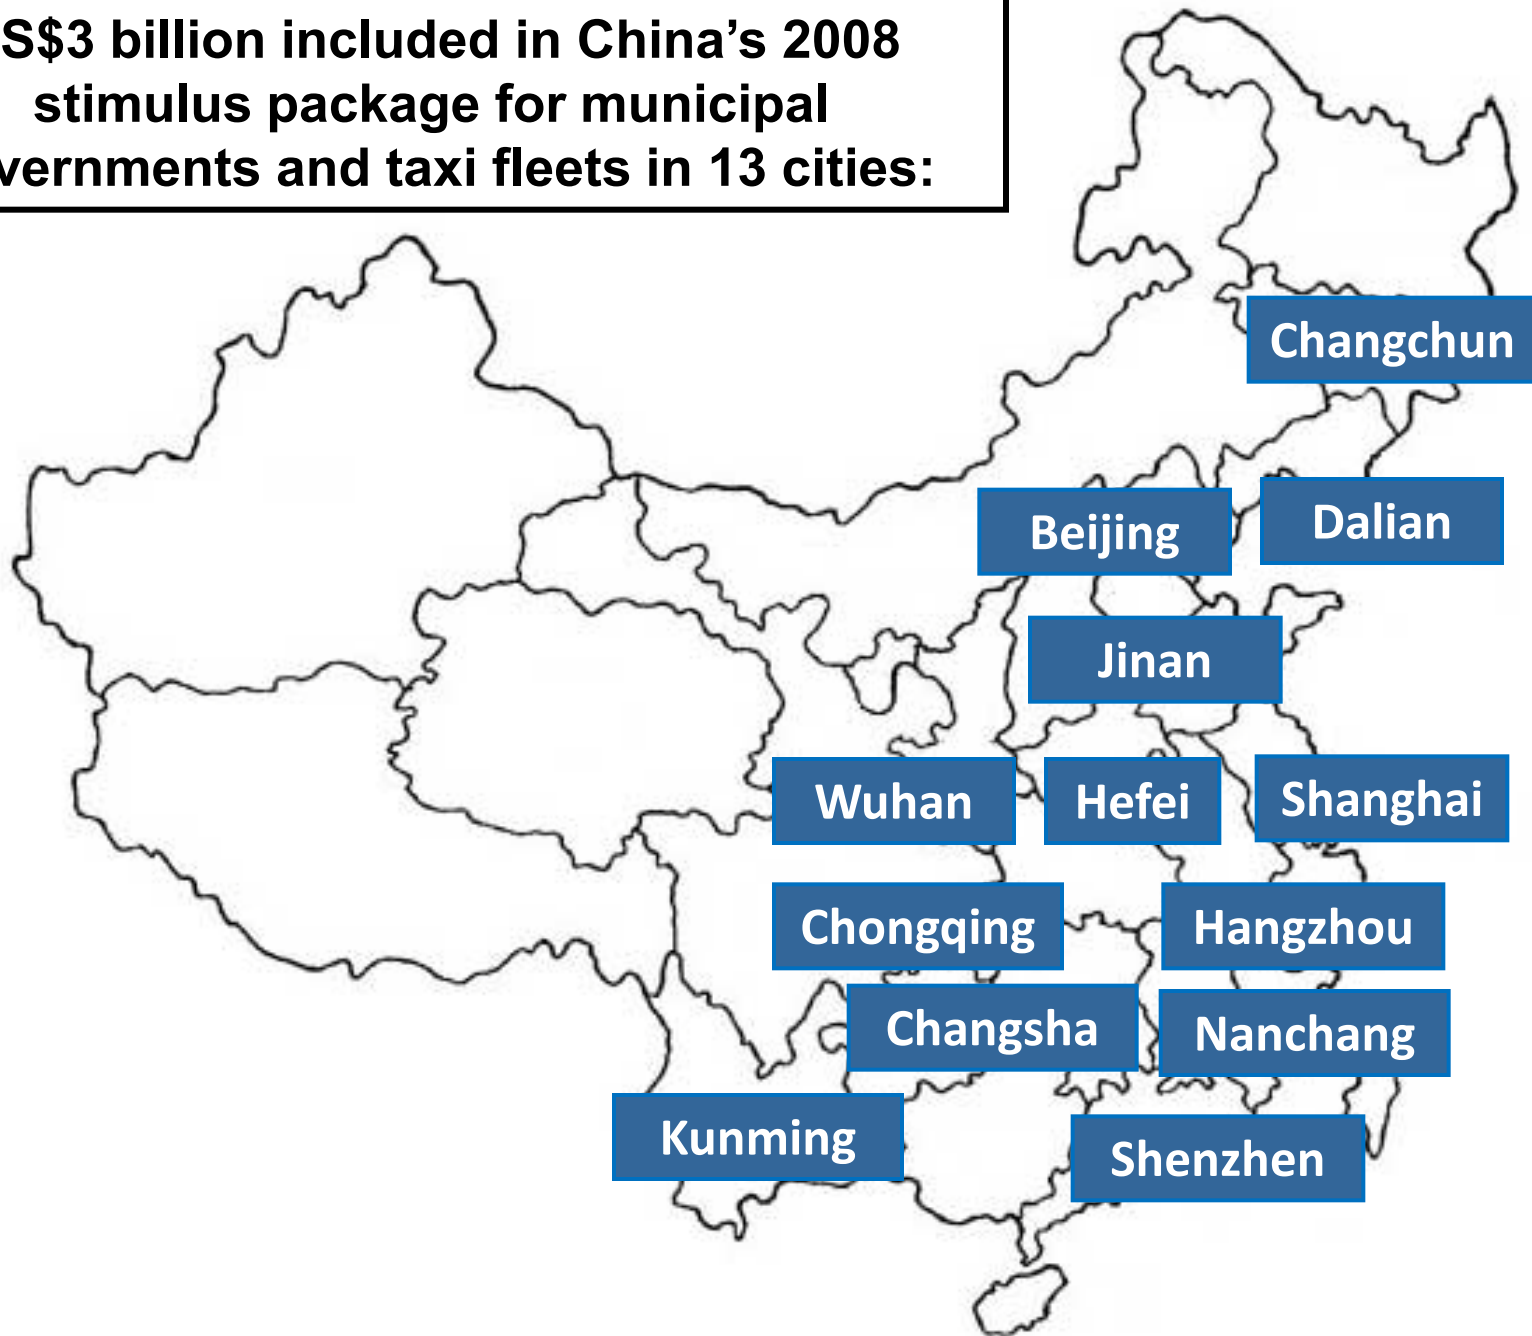 S$3 billion included in China’s 2008
stimulus package for municipal
vernments and taxi fleets in 13 cities:
Changchun
Beijing
Dalian
Jinan
Wuhan
Hefei
Shanghai
Chongqing
Hangzhou
Changsha
Nanchang
Kunming
Shenzhen